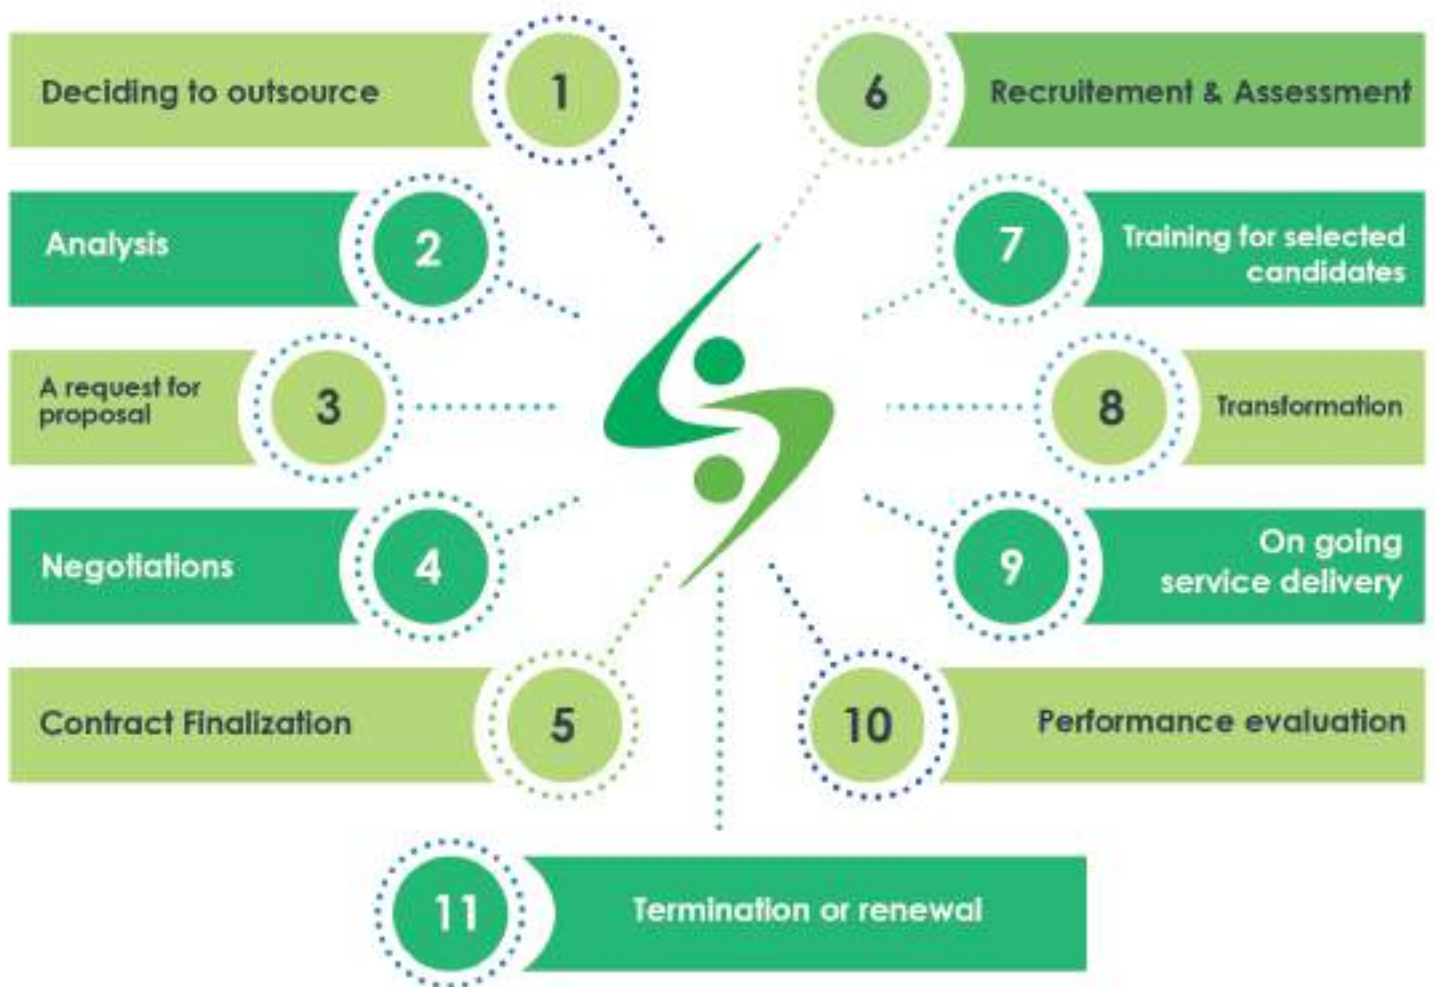 1
Deciding to outsource
2
Analysis
3
A request for
proposal
4
Negotiations
5
Contract Finalization
6
Recruitement & Assessment
7
Training for selected
candidates
8
Transformation
9
On going
service delivery
10
Performance evaluation
11
Termination or renewal